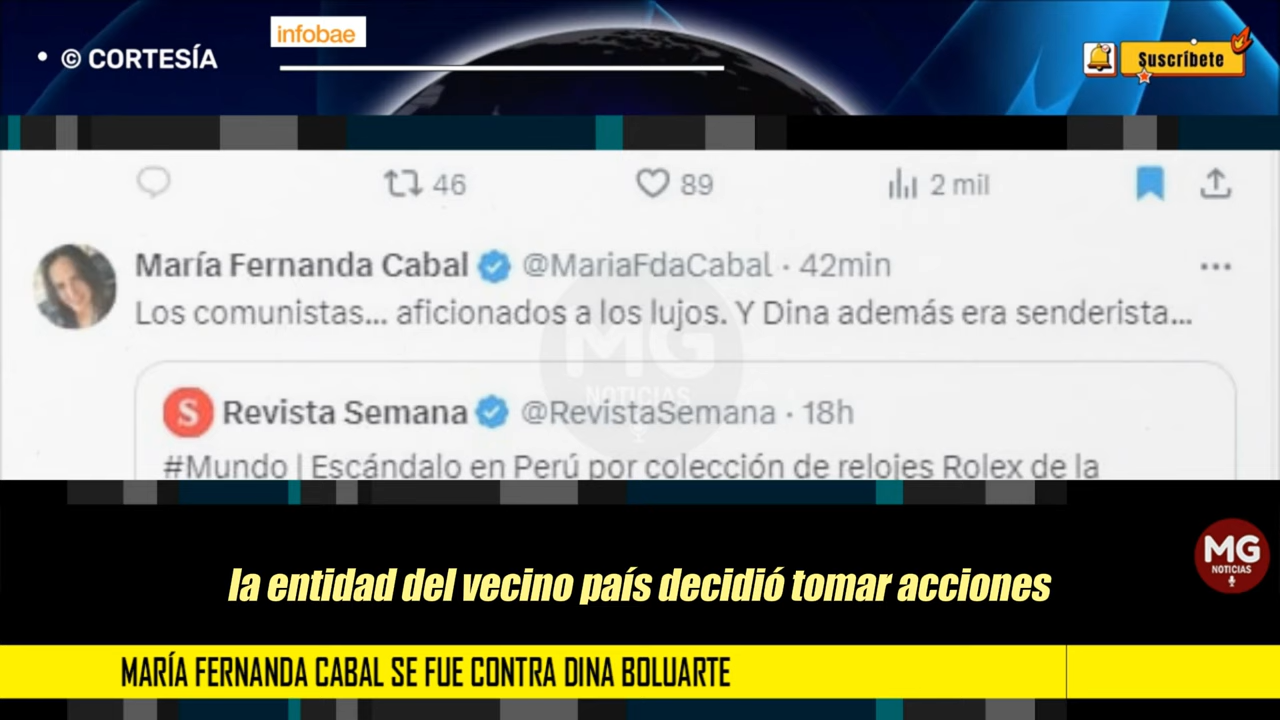 infobae
• © CORTESÍA
Suscríbete
46
89
2 mil
María Fernanda Cabal @MariaFdaCabal · 42min
Los comunistas... aficionados a los lujos. Y Dina además era senderista...
MG
NOTICIAS
S Revista Semana @RevistaSemana · 18h
#Mundo | Escándalo en Perú por colección de relojes Rolex de la
MG
NOTICIAS
la entidad del vecino país decidió tomar acciones
MARÍA FERNANDA CABAL SE FUE CONTRA DINA BOLUARTE